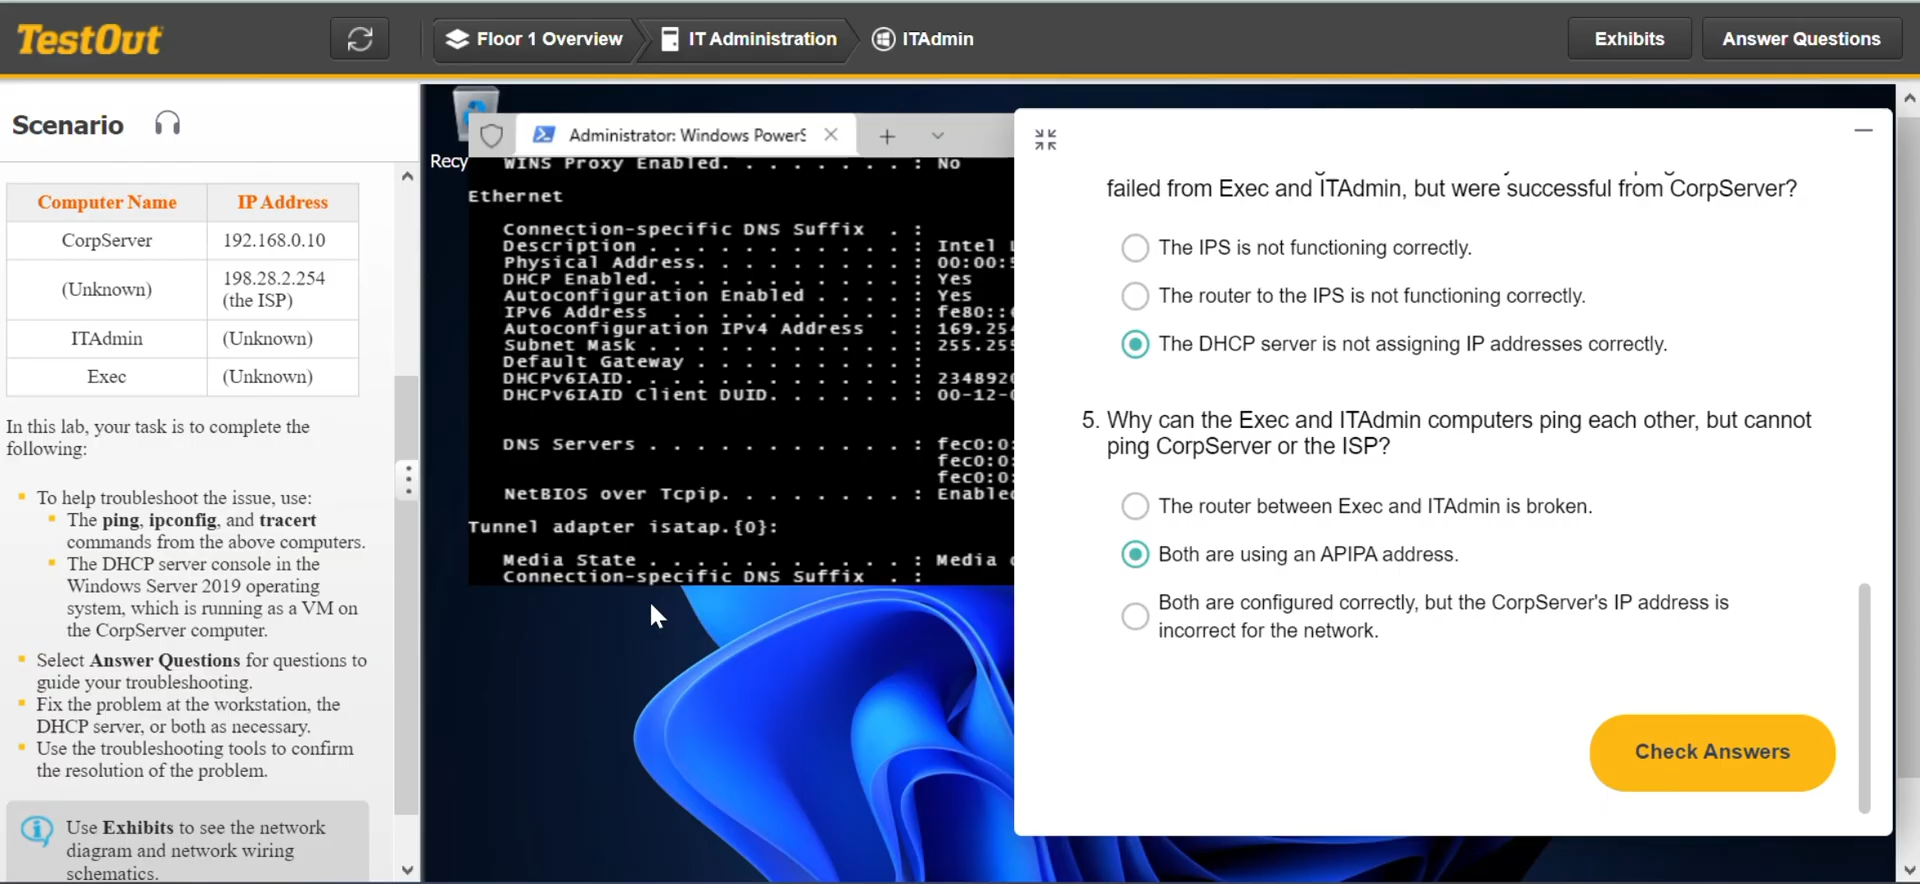 TestOut
Floor 1 Overview
IT Administration
ITAdmin
Exhibits
Answer Questions
Scenario
Computer Name IP Address
CorpServer 192.168.0.10
(Unknown) 198.28.2.254
(the ISP)
ITAdmin (Unknown)
Exec (Unknown)
In this lab, your task is to complete the
following:
To help troubleshoot the issue, use:
The ping, ipconfig, and tracert
commands from the above computers.
The DHCP server console in the
Windows Server 2019 operating
system, which is running as a VM on
the CorpServer computer.
Select Answer Questions for questions to
guide your troubleshooting.
Fix the problem at the workstation, the
DHCP server, or both as necessary.
Use the troubleshooting tools to confirm
the resolution of the problem.
Use Exhibits to see the network
diagram and network wiring
schematics.
Recy
Administrator: Windows PowerS
WINS Proxy Enabled. . . . . . . . : No
Ethernet
Connection-specific DNS Suffix . :
Description . . . . . . . . . . . : Intel
Physical Address. . . . . . . . . : 00:00:
DHCP Enabled. . . . . . . . . . . : Yes
Autoconfiguration Enabled . . . . : Yes
IPv6 Address . . . . . . . . . . : fe80::
Autoconfiguration IPv4 Address . : 169.254
Subnet Mask . . . . . . . . . . . : 255.255
Default Gateway . . . . . . . . . :
DHCPv6IAID. . . . . . . . . . . . : 2348920
DHCPv6IAID Client DUID. . . . . . : 00-12-
DNS Servers . . . . . . . . . . . : fec0:0:
fec0:0:
fec0:0:
NetBIOS over Tcpip. . . . . . . . : Enabled
Tunnel adapter isatap.{0}:
Media State . . . . . . . . . . . : Media
Connection-specific DNS Suffix . :
failed from Exec and ITAdmin, but were successful from CorpServer?
The IPS is not functioning correctly.
The router to the IPS is not functioning correctly.
The DHCP server is not assigning IP addresses correctly.
5. Why can the Exec and ITAdmin computers ping each other, but cannot
ping CorpServer or the ISP?
The router between Exec and ITAdmin is broken.
Both are using an APIPA address.
Both are configured correctly, but the CorpServer's IP address is
incorrect for the network.
Check Answers